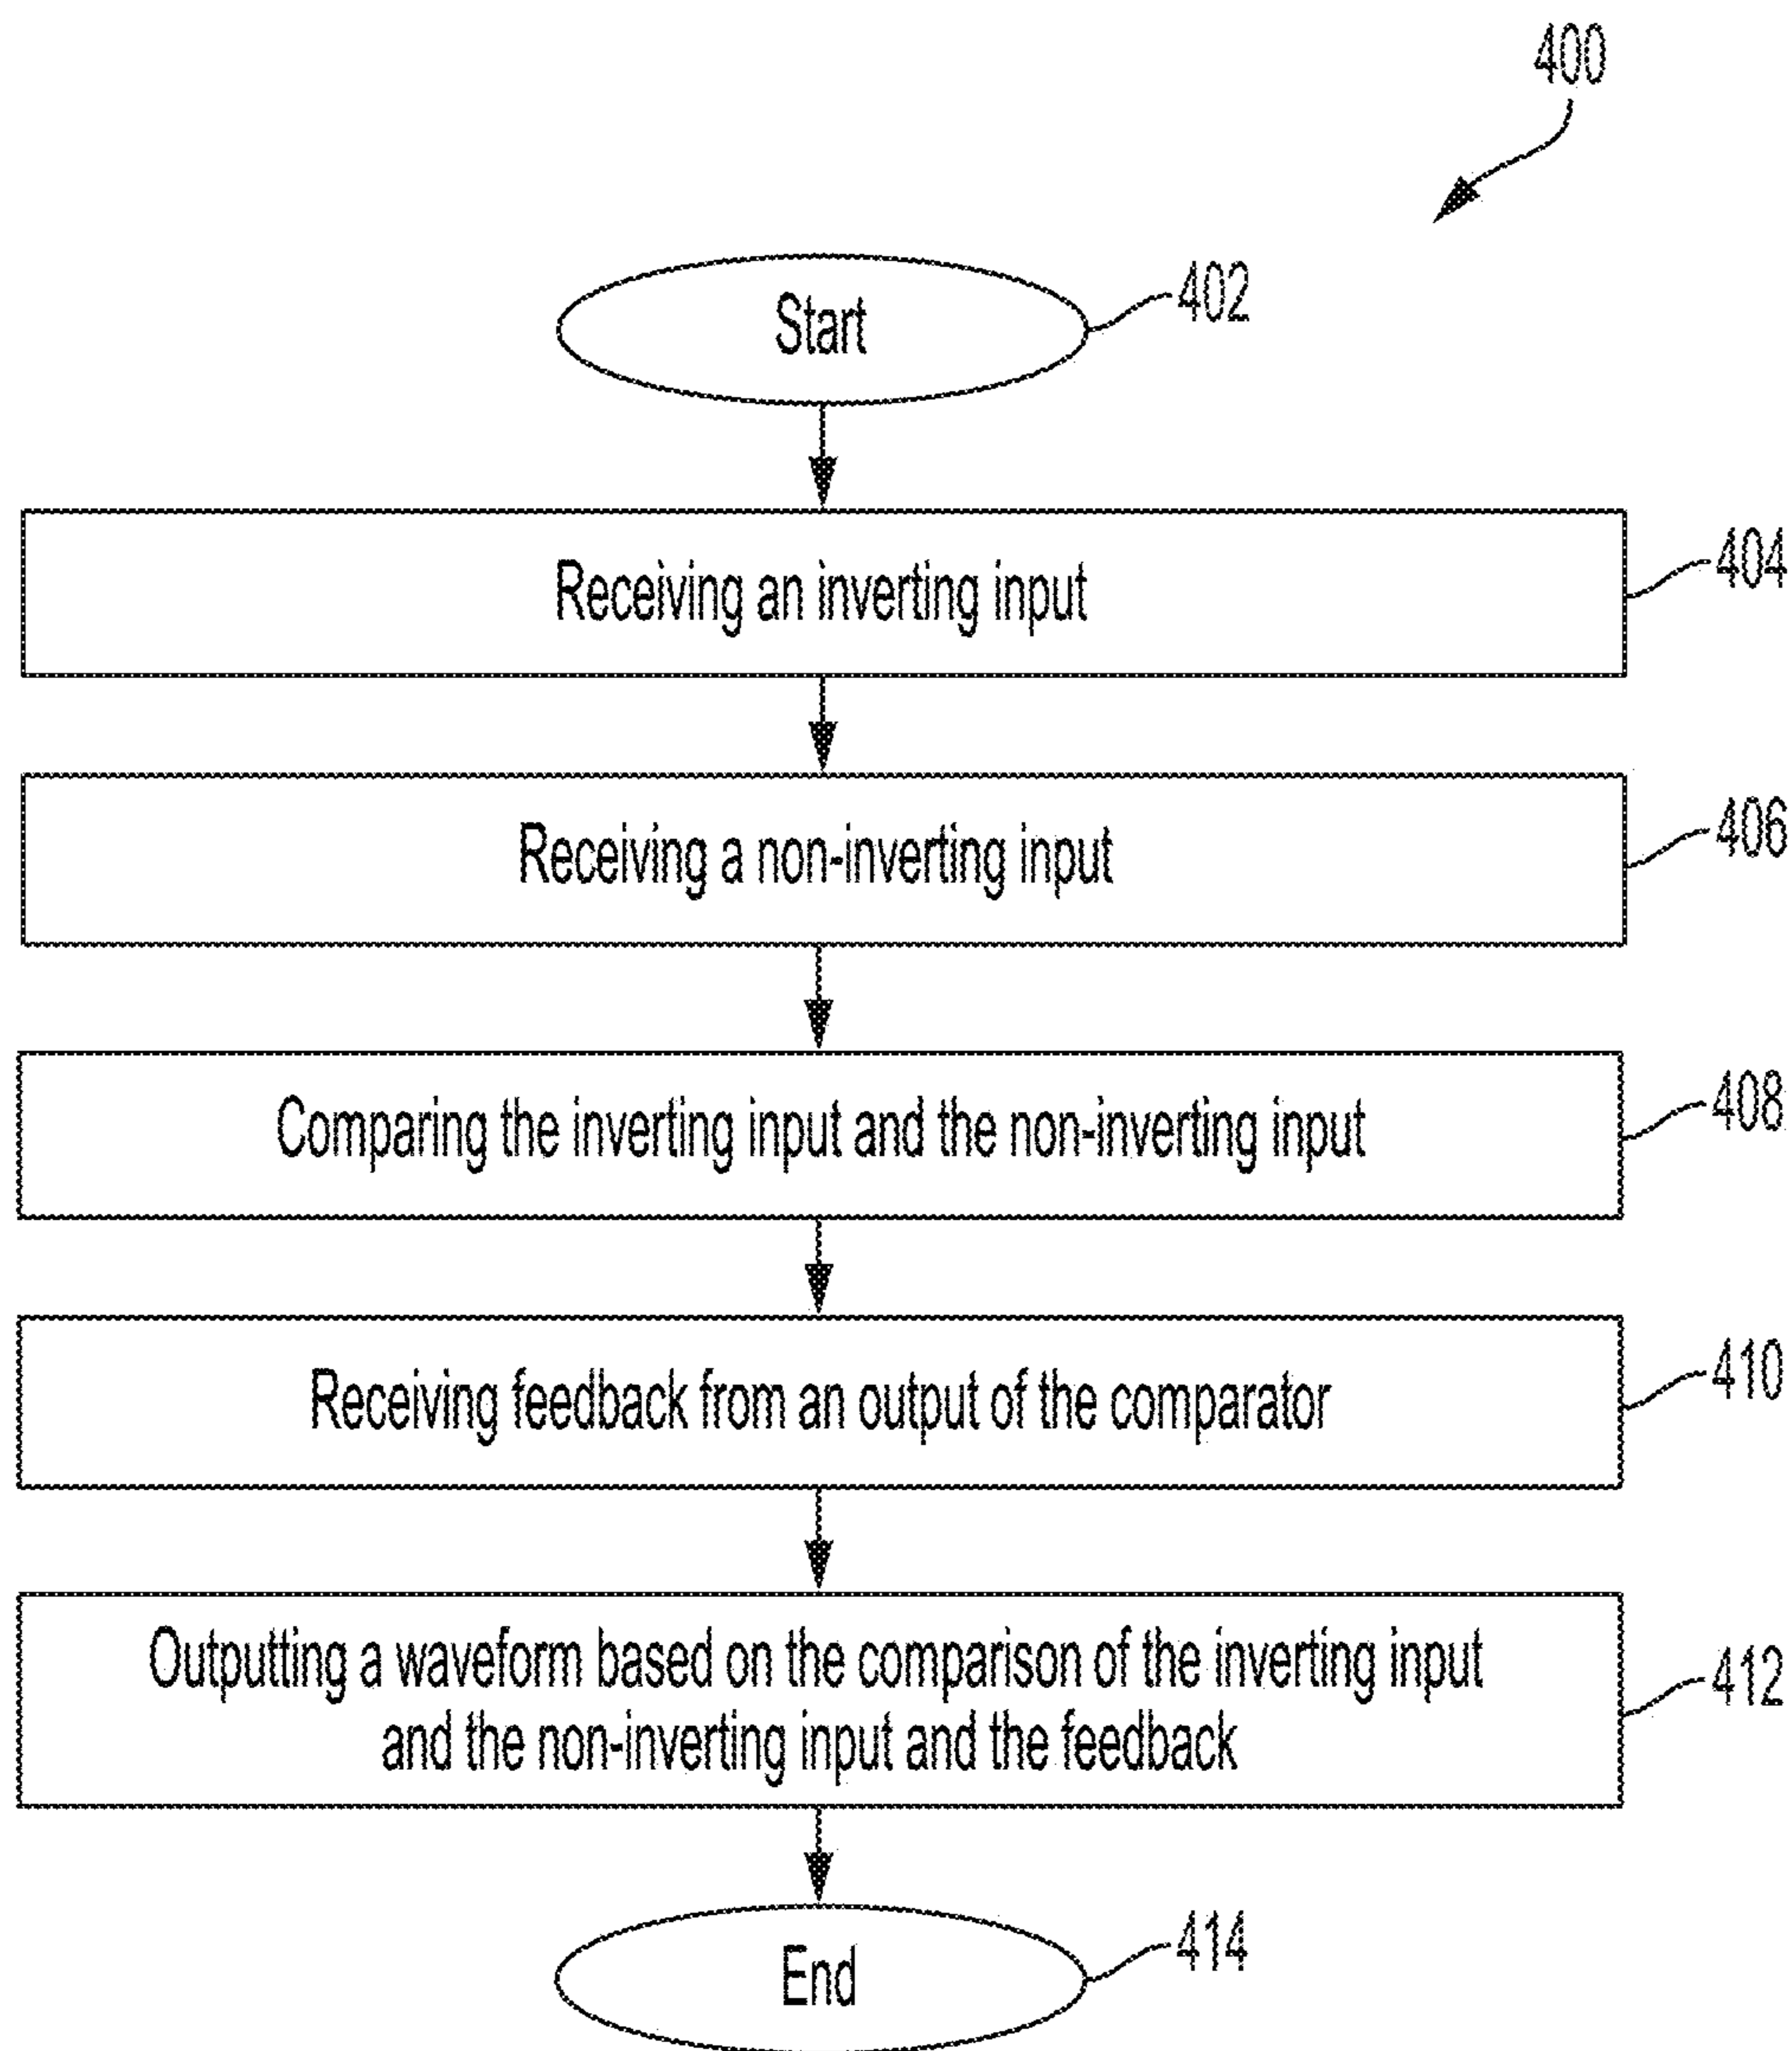 400
Start
402
Receiving an inverting input
404
Receiving a non-inverting input
406
Comparing the inverting input and the non-inverting input
408
Receiving feedback from an output of the comparator
410
Outputting a waveform based on the comparison of the inverting input
and the non-inverting input and the feedback
412
End
414